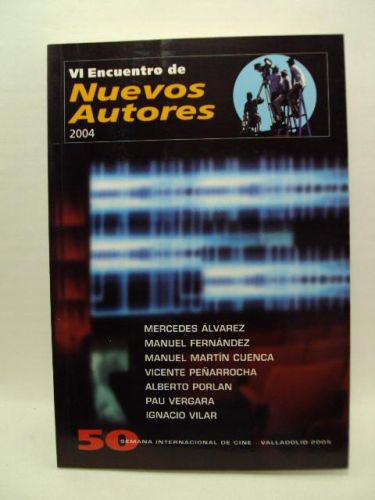 VI Encuentro de
Nuevos
Autores
2004
MERCEDES ÁLVAREZ
MANUEL FERNÁNDEZ
MANUEL MARTÍN CUENCA
VICENTE PEÑARROCHA
ALBERTO PORLAN
PAU VERGARA
IGNACIO VILAR
50 SEMANA INTERNACIONAL DE CINE - VALLADOLID 2005